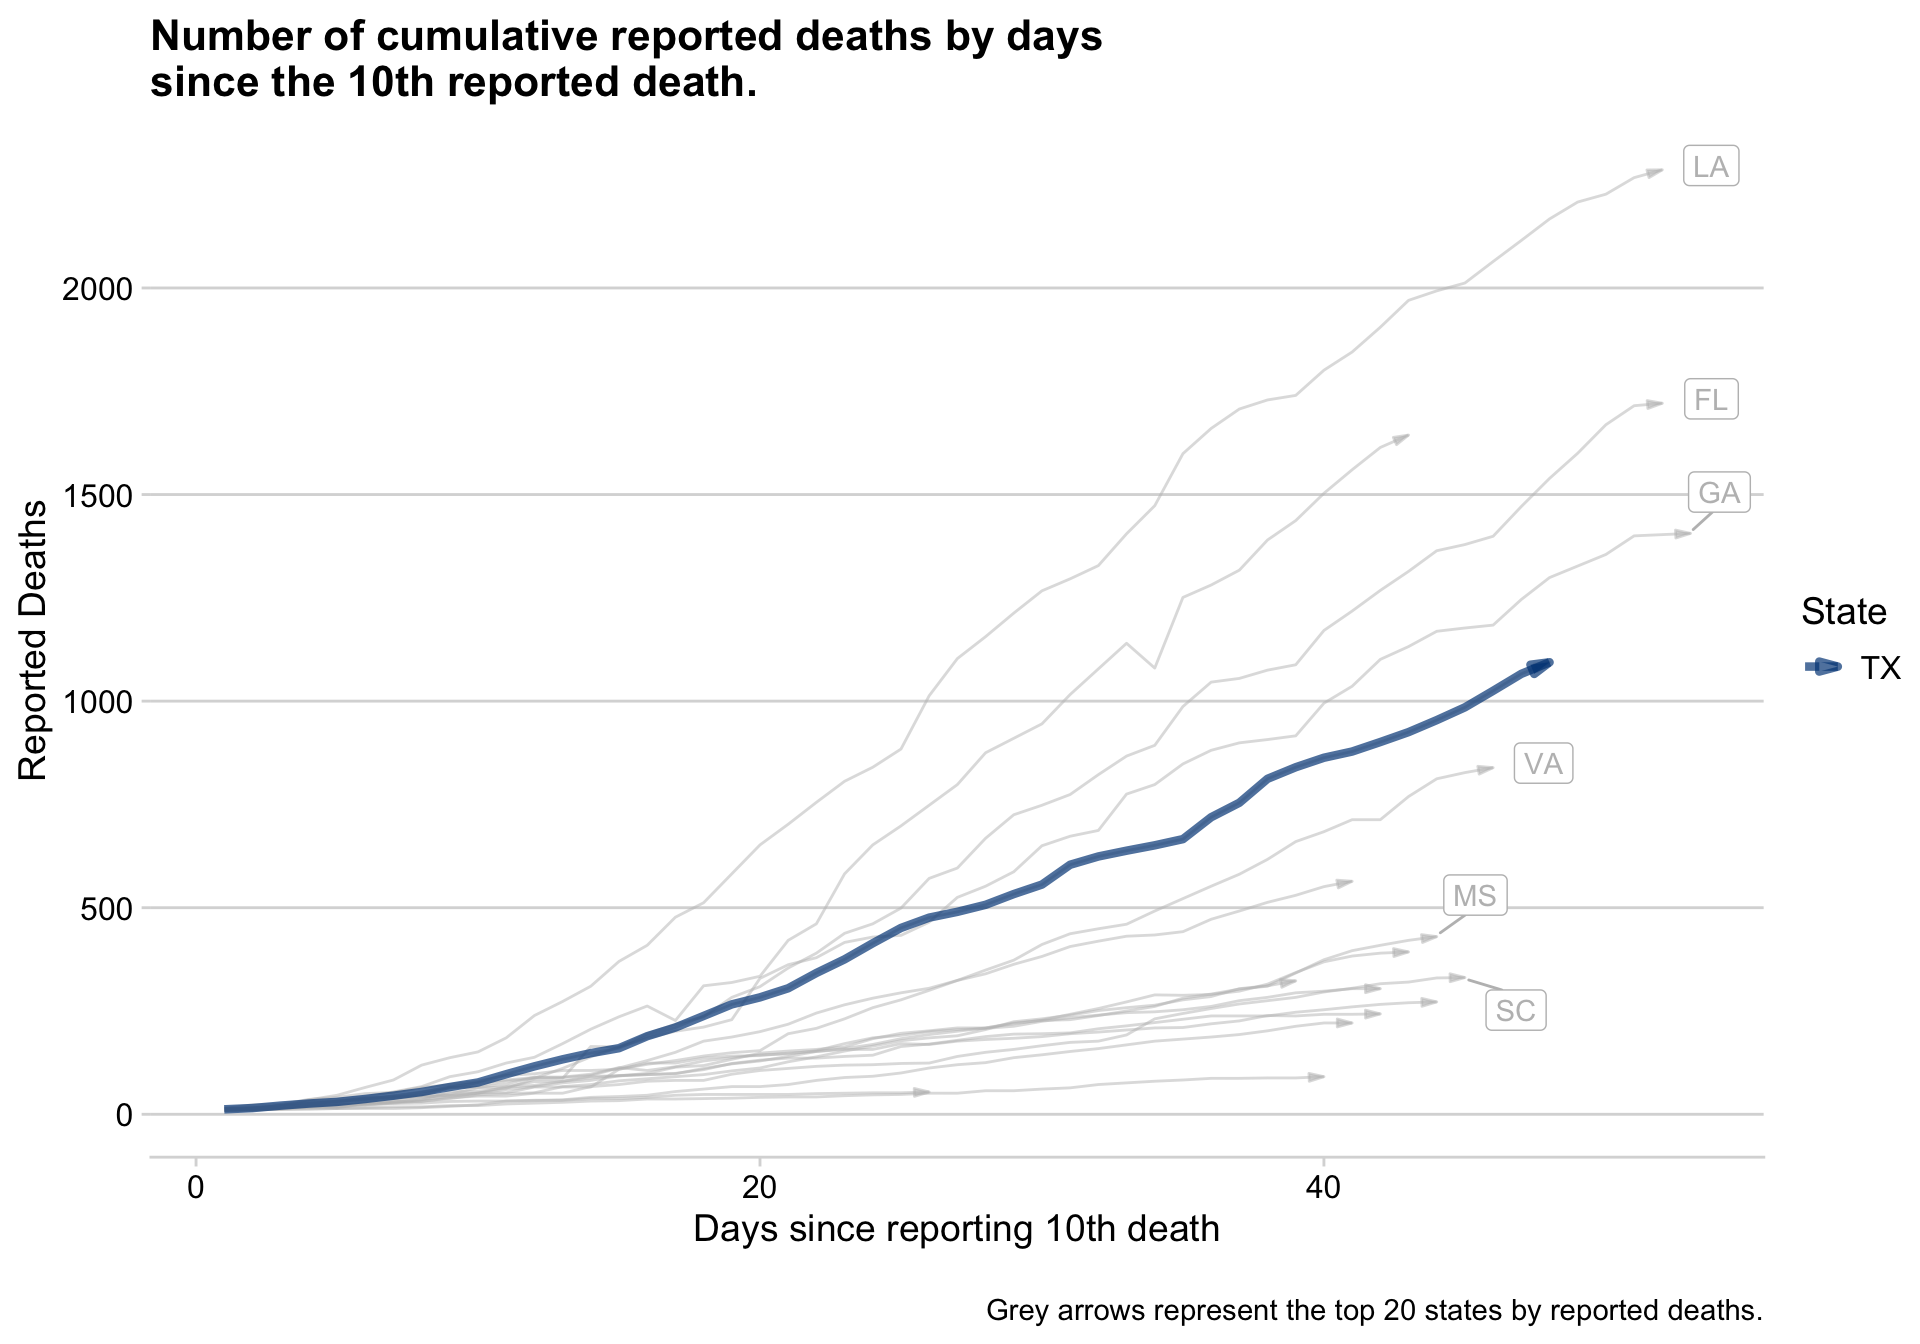 Number of cumulative reported deaths by days
since the 10th reported death.
LA
2000
FL
1500
GA
Reported Deaths
State
TX
1000
VA
MS
500
SC
0
0 20 40
Days since reporting 10th death
Grey arrows represent the top 20 states by reported deaths.